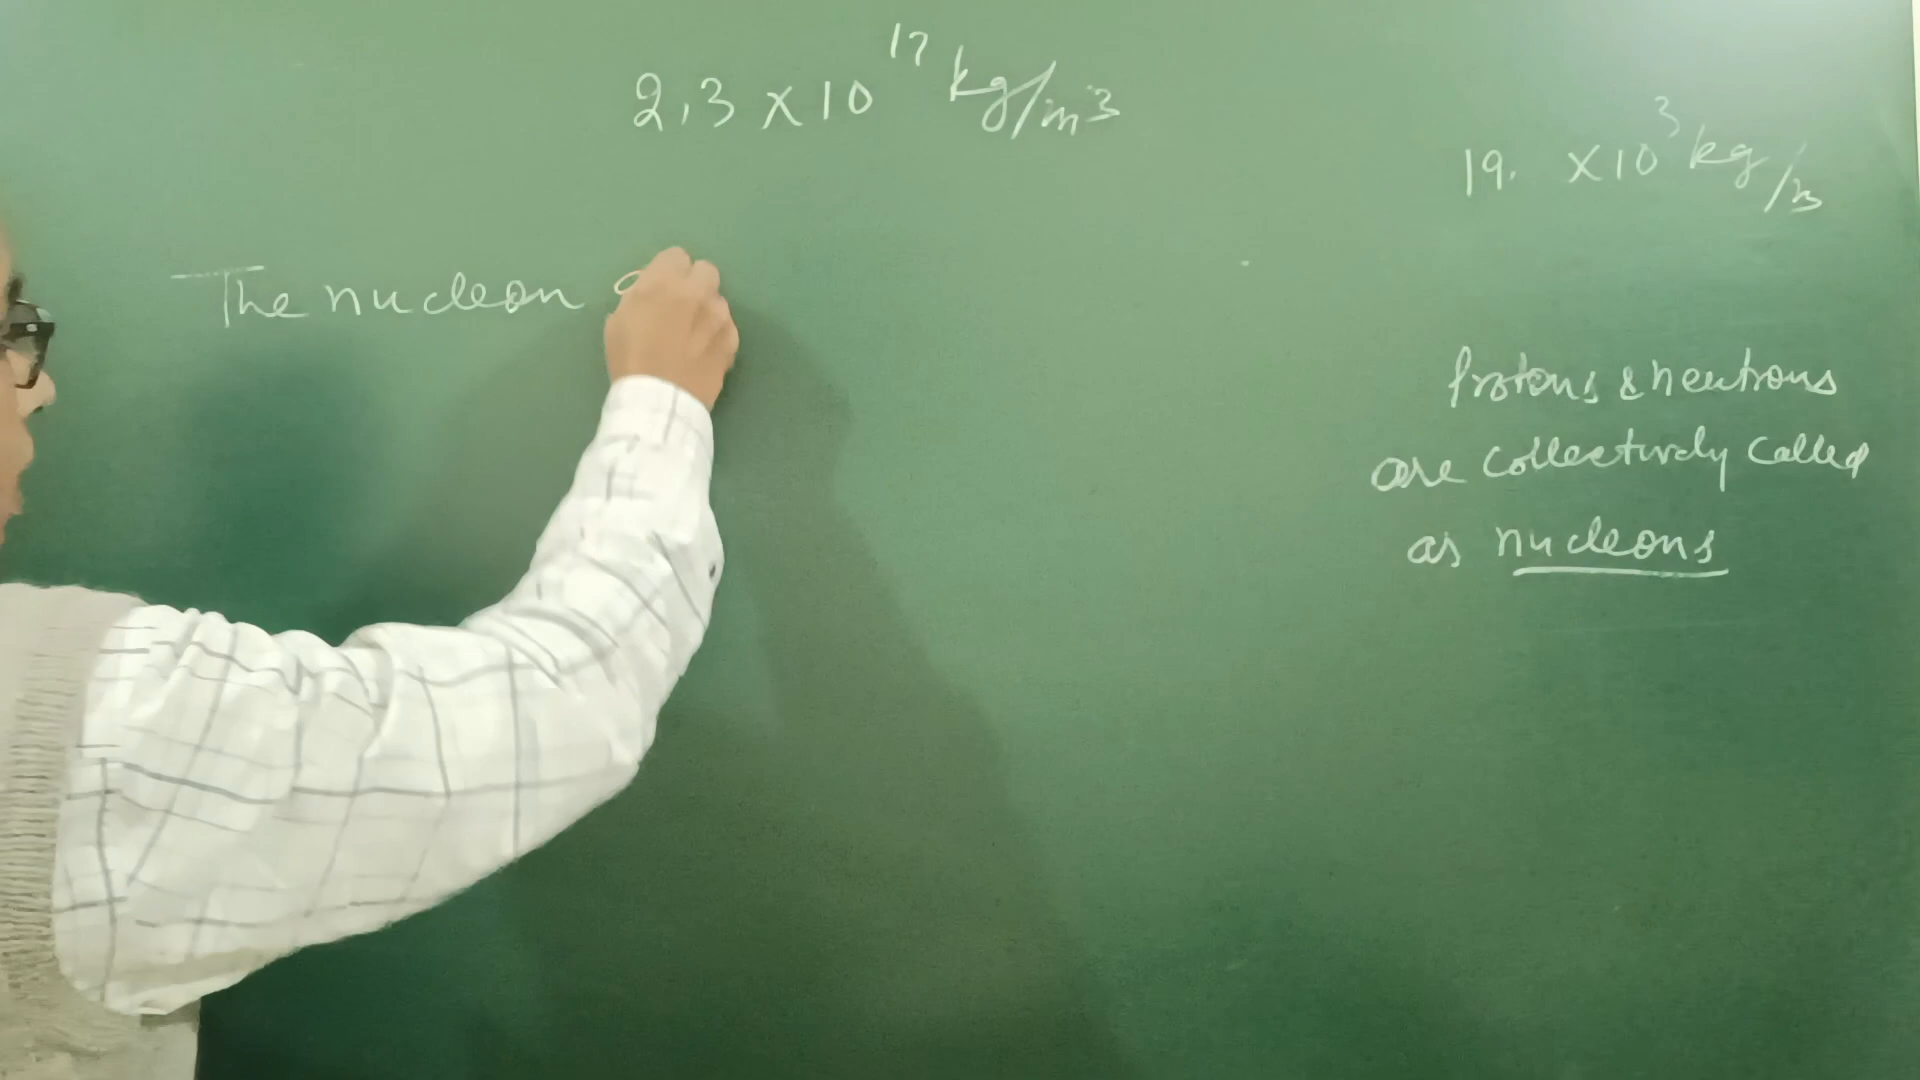 2.3 × 10¹⁷ kg/m³
19. × 10³ kg/m³
The nucleon
Protons & neutrons
are collectively called
as nucleons